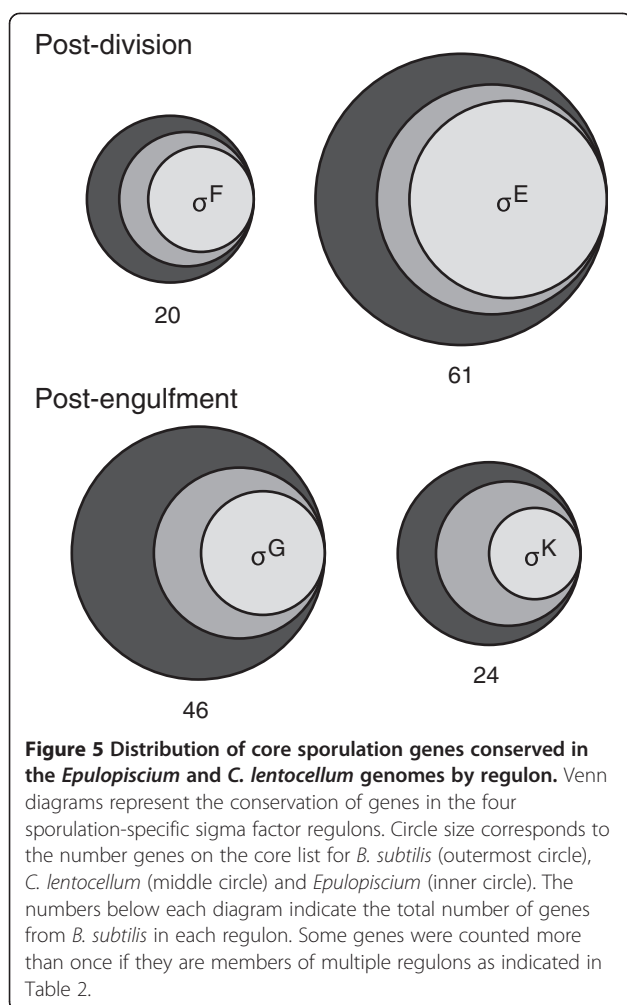 Post-division
σF
σE
20
61
Post-engulfment
σG
σK
24
46
Figure 5 Distribution of core sporulation genes conserved in
the Epulopiscium and C. lentocellum genomes by regulon. Venn
diagrams represent the conservation of genes in the four
sporulation-specific sigma factor regulons. Circle size corresponds to
the number genes on the core list for B. subtilis (outermost circle),
C. lentocellum (middle circle) and Epulopiscium (inner circle). The
numbers below each diagram indicate the total number of genes
from B. subtilis in each regulon. Some genes were counted more
than once if they are members of multiple regulons as indicated in
Table 2.